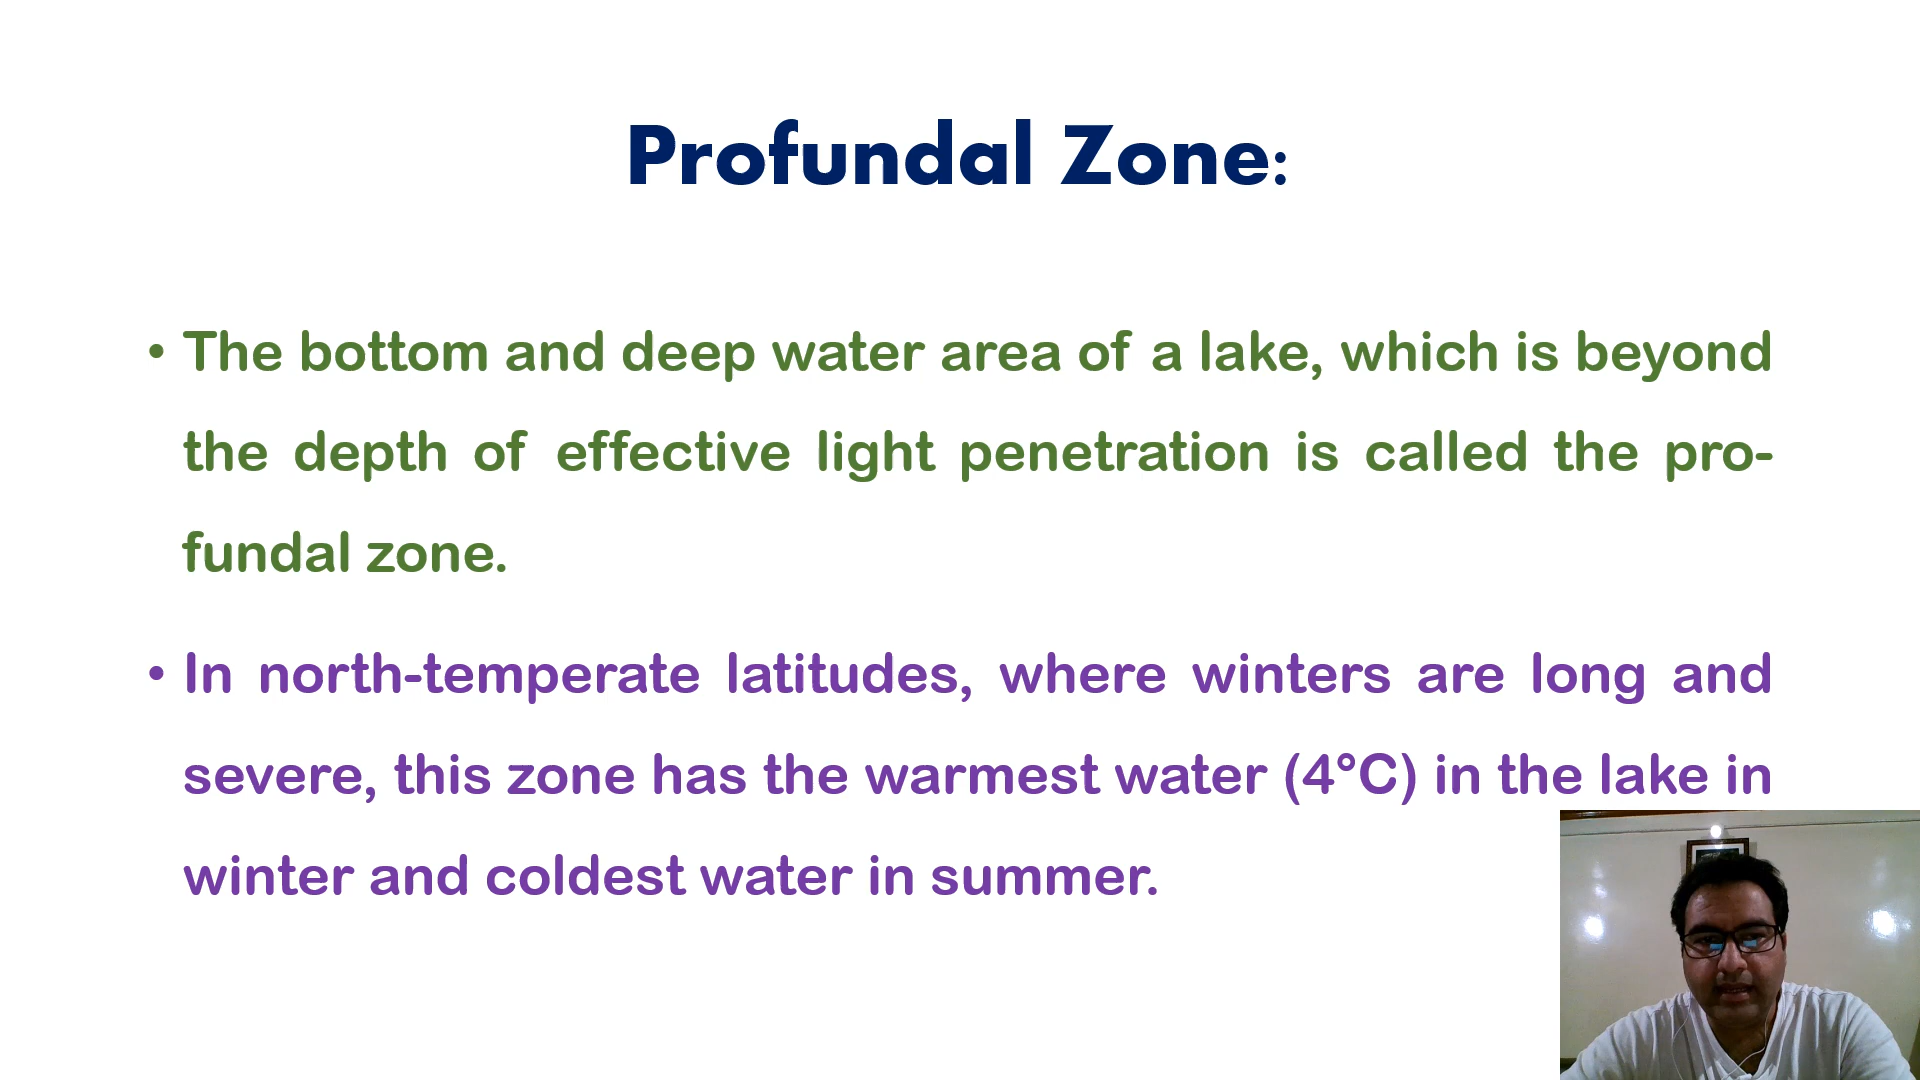 Profundal Zone:
• The bottom and deep water area of a lake, which is beyond
the depth of effective light penetration is called the pro-
fundal zone.
• In north-temperate latitudes, where winters are long and
severe, this zone has the warmest water (4°C) in the lake in
winter and coldest water in summer.